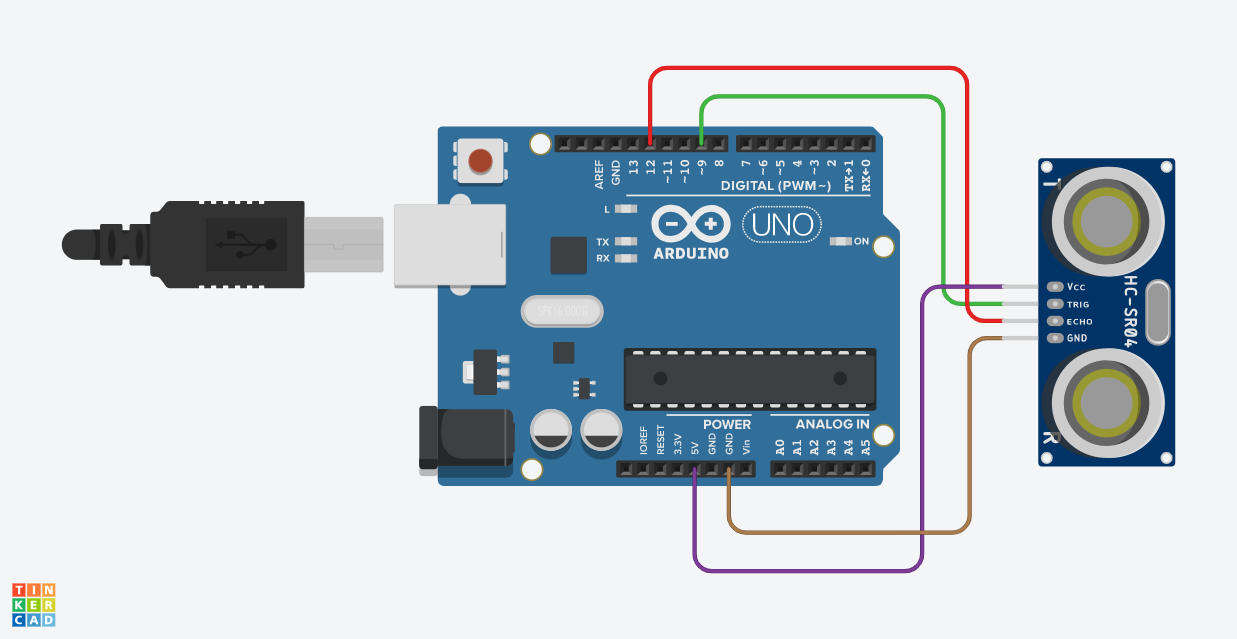 AREF
GND
13
12
~11
~10
~9
8
7
~6
~5
4
~3
2
TX→1
RX←0
DIGITAL (PWM~)
L
TX
RX
UNO
ON
ARDUINO
SPK16.000G
T
HC-SR04
Vcc
TRIG
ECHO
GND
R
POWER
ANALOG IN
IOREF
RESET
3.3V
5V
GND
GND
Vin
A0
A1
A2
A3
A4
A5
TIN
KER
CAD